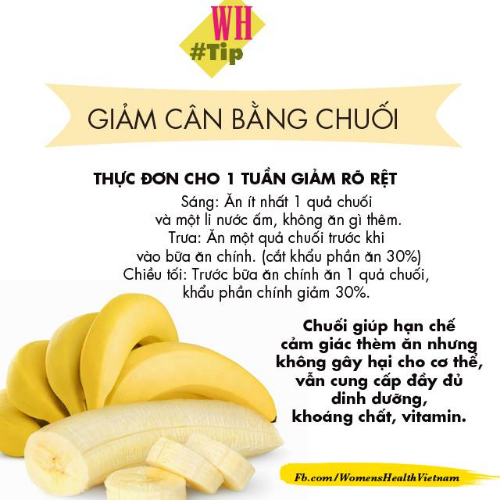 WH
#Tip
GIẢM CÂN BẰNG CHUỐI
THỰC ĐƠN CHO 1 TUẦN GIẢM RÕ RỆT
Sáng: Ăn ít nhất 1 quả chuối
và một li nước ấm, không ăn gì thêm.
Trưa: Ăn một quả chuối trước khi
vào bữa ăn chính. (cắt khẩu phần ăn 30%)
Chiều tối: Trước bữa ăn chính ăn 1 quả chuối,
khẩu phần chính giảm 30%.
Chuối giúp hạn chế
cảm giác thèm ăn nhưng
không gây hại cho cơ thể,
vẫn cung cấp đầy đủ
dinh dưỡng,
khoáng chất, vitamin.
Fb.com/WomensHealthVietnam